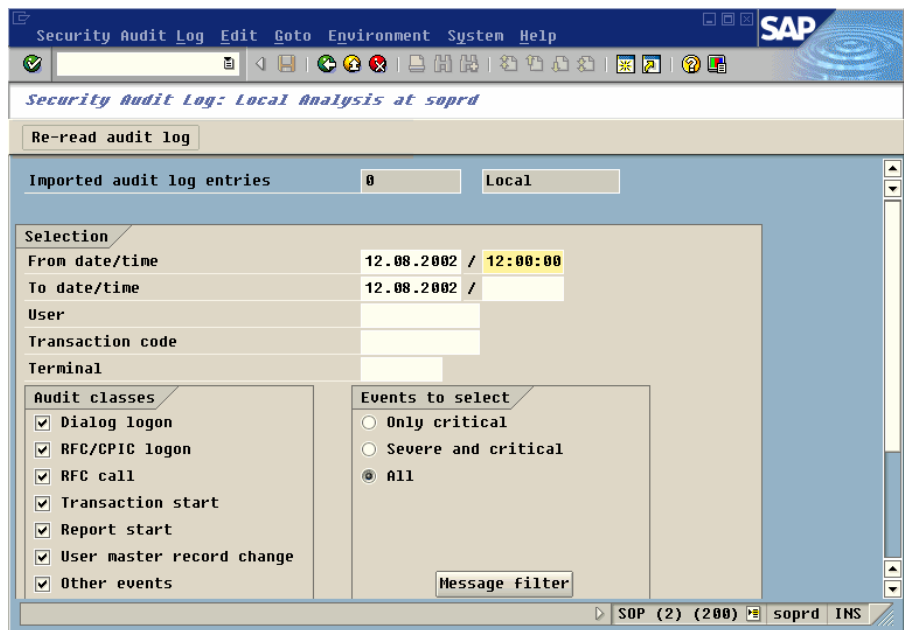 Security Audit Log Edit Goto Environment System Help
SAP
Security Audit Log: Local Analysis at soprd
Re-read audit log
Imported audit log entries 0 Local
Selection
From date/time 12.08.2002 / 12:00:00
To date/time 12.08.2002 /
User
Transaction code
Terminal
Audit classes
Dialog logon
RFC/CPIC logon
RFC call
Transaction start
Report start
User master record change
Other events
Events to select
Only critical
Severe and critical
All
Message filter
SOP (2) (200) soprd INS